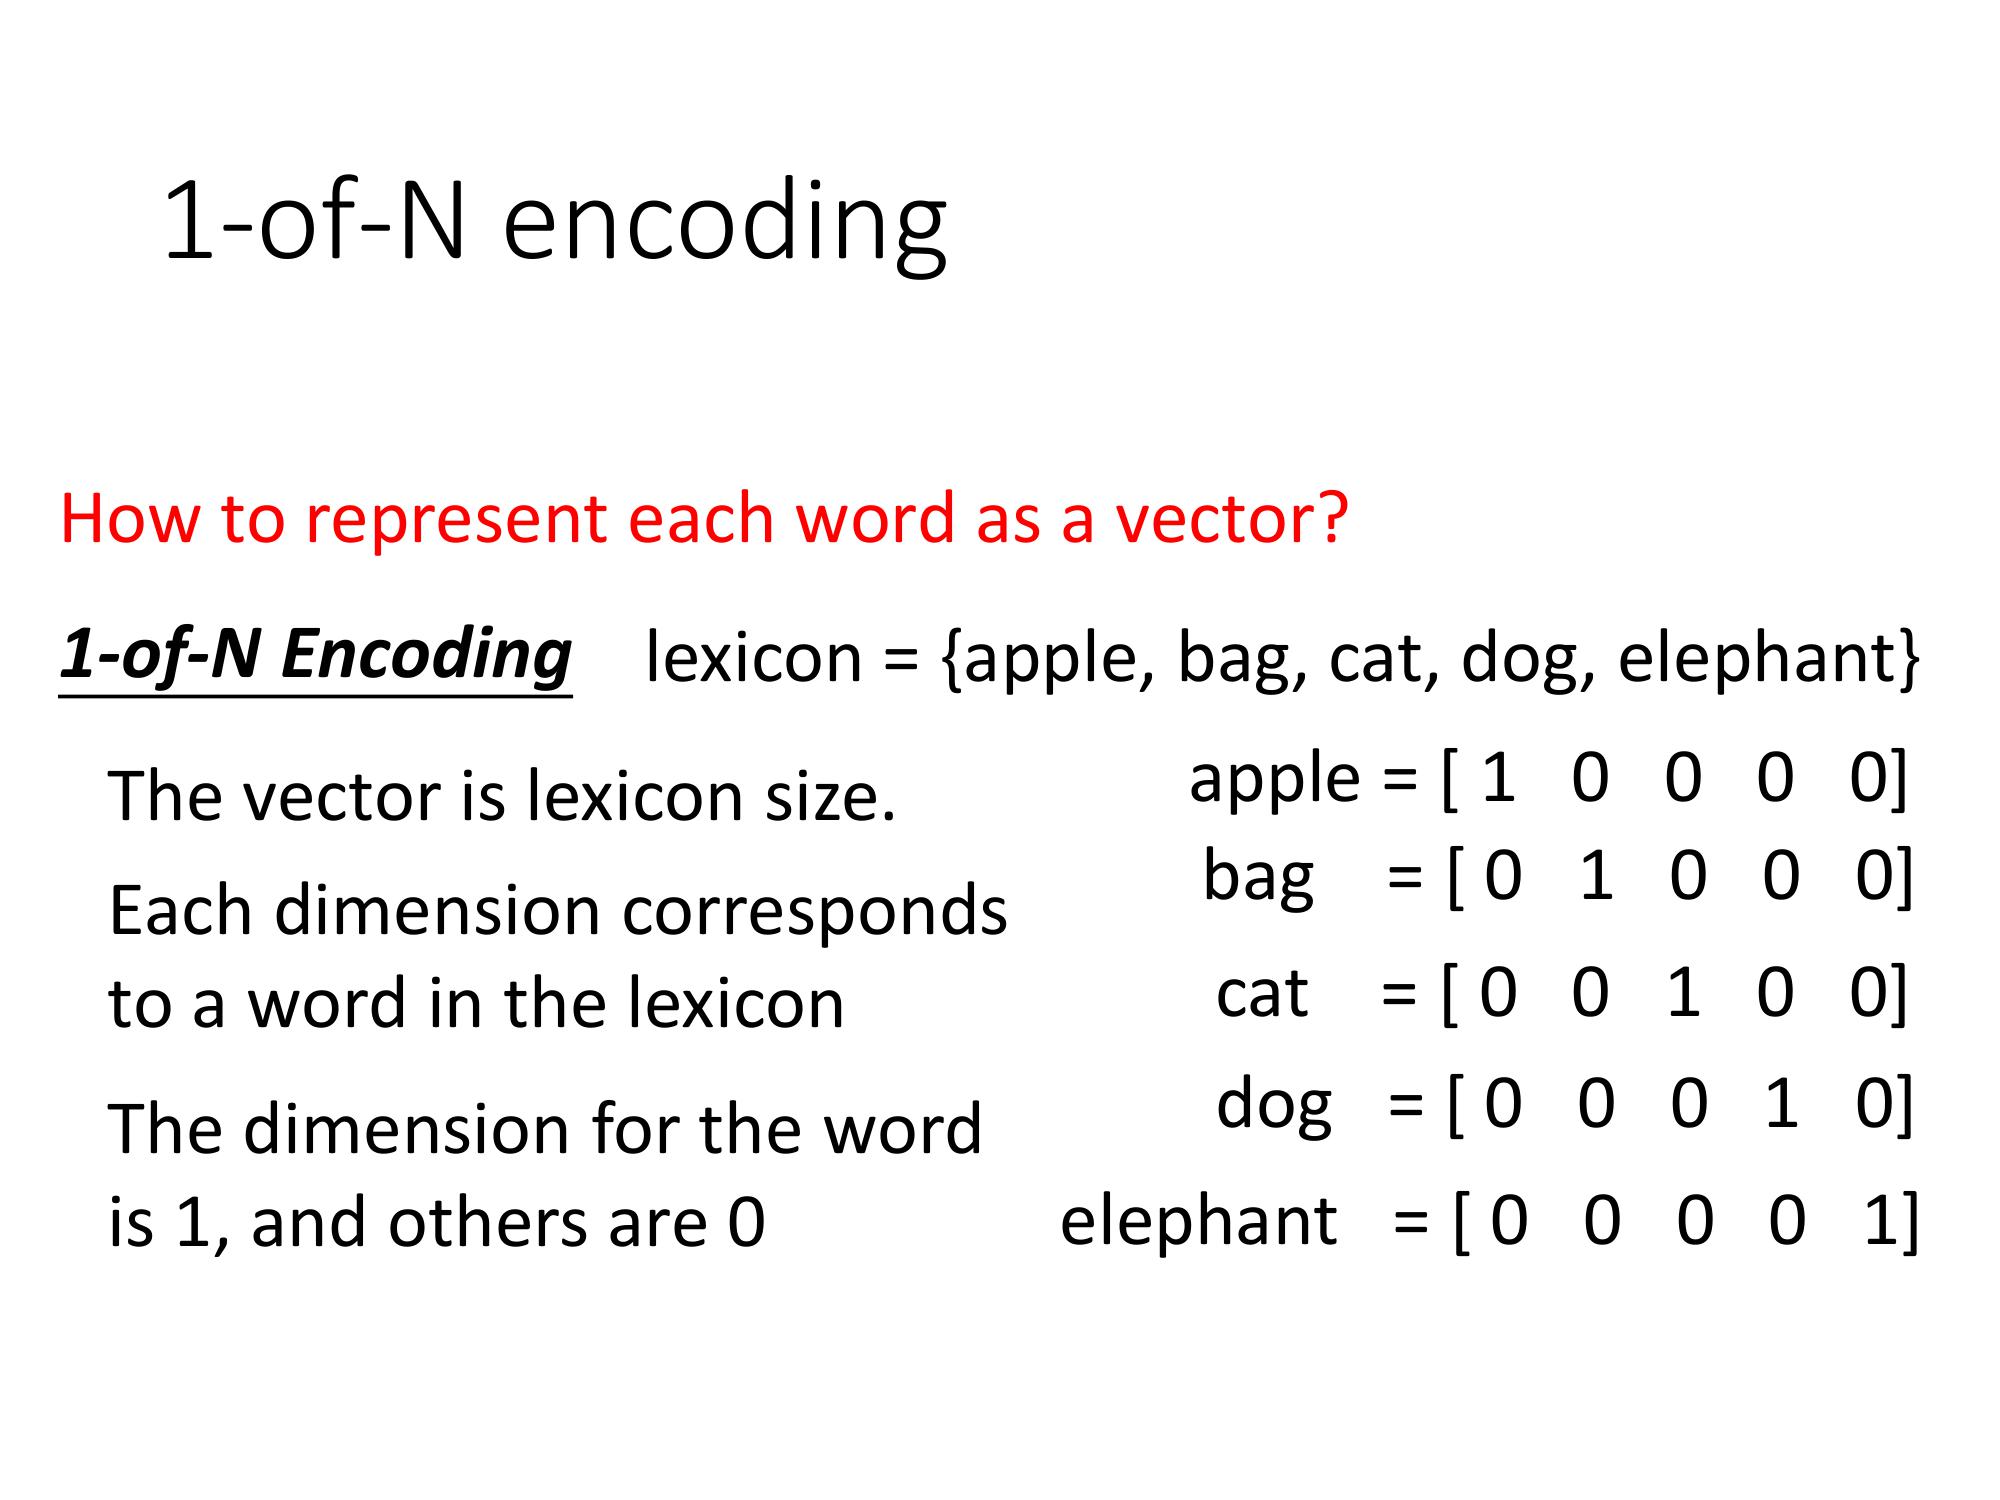 1-of-N encoding
How to represent each word as a vector?
1-of-N Encoding lexicon = {apple, bag, cat, dog, elephant}
The vector is lexicon size.
Each dimension corresponds
to a word in the lexicon
The dimension for the word
is 1, and others are 0
apple = [ 1 0 0 0 0]
bag = [ 0 1 0 0 0]
cat = [ 0 0 1 0 0]
dog = [ 0 0 0 1 0]
elephant = [ 0 0 0 0 1]